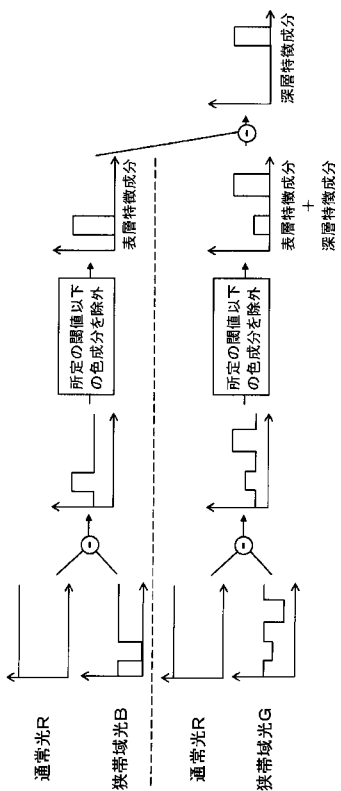 通常光R
狭帯域光B
-
所定の閾値以下
の色成分を除外
表層特徴成分
通常光R
狭帯域光G
-
所定の閾値以下
の色成分を除外
表層特徴成分
+
深層特徴成分
-
深層特徴成分